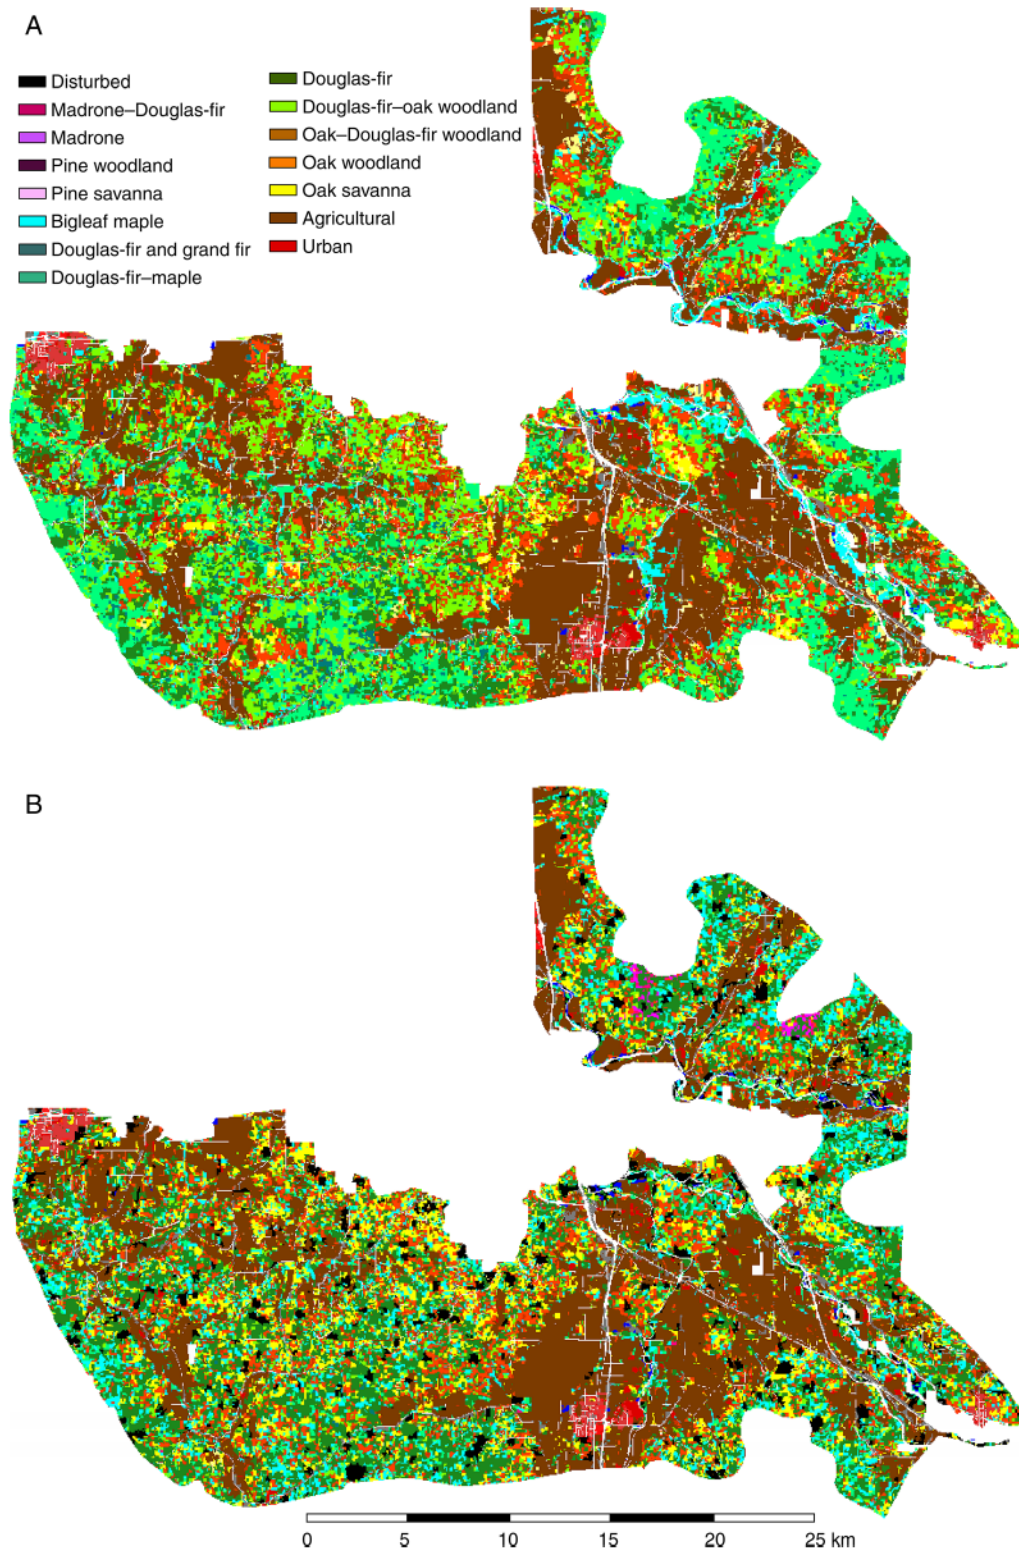 A
Disturbed
Madrone–Douglas-fir
Madrone
Pine woodland
Pine savanna
Bigleaf maple
Douglas-fir and grand fir
Douglas-fir–maple
Douglas-fir
Douglas-fir–oak woodland
Oak–Douglas-fir woodland
Oak woodland
Oak savanna
Agricultural
Urban
B
0 5 10 15 20 25 km